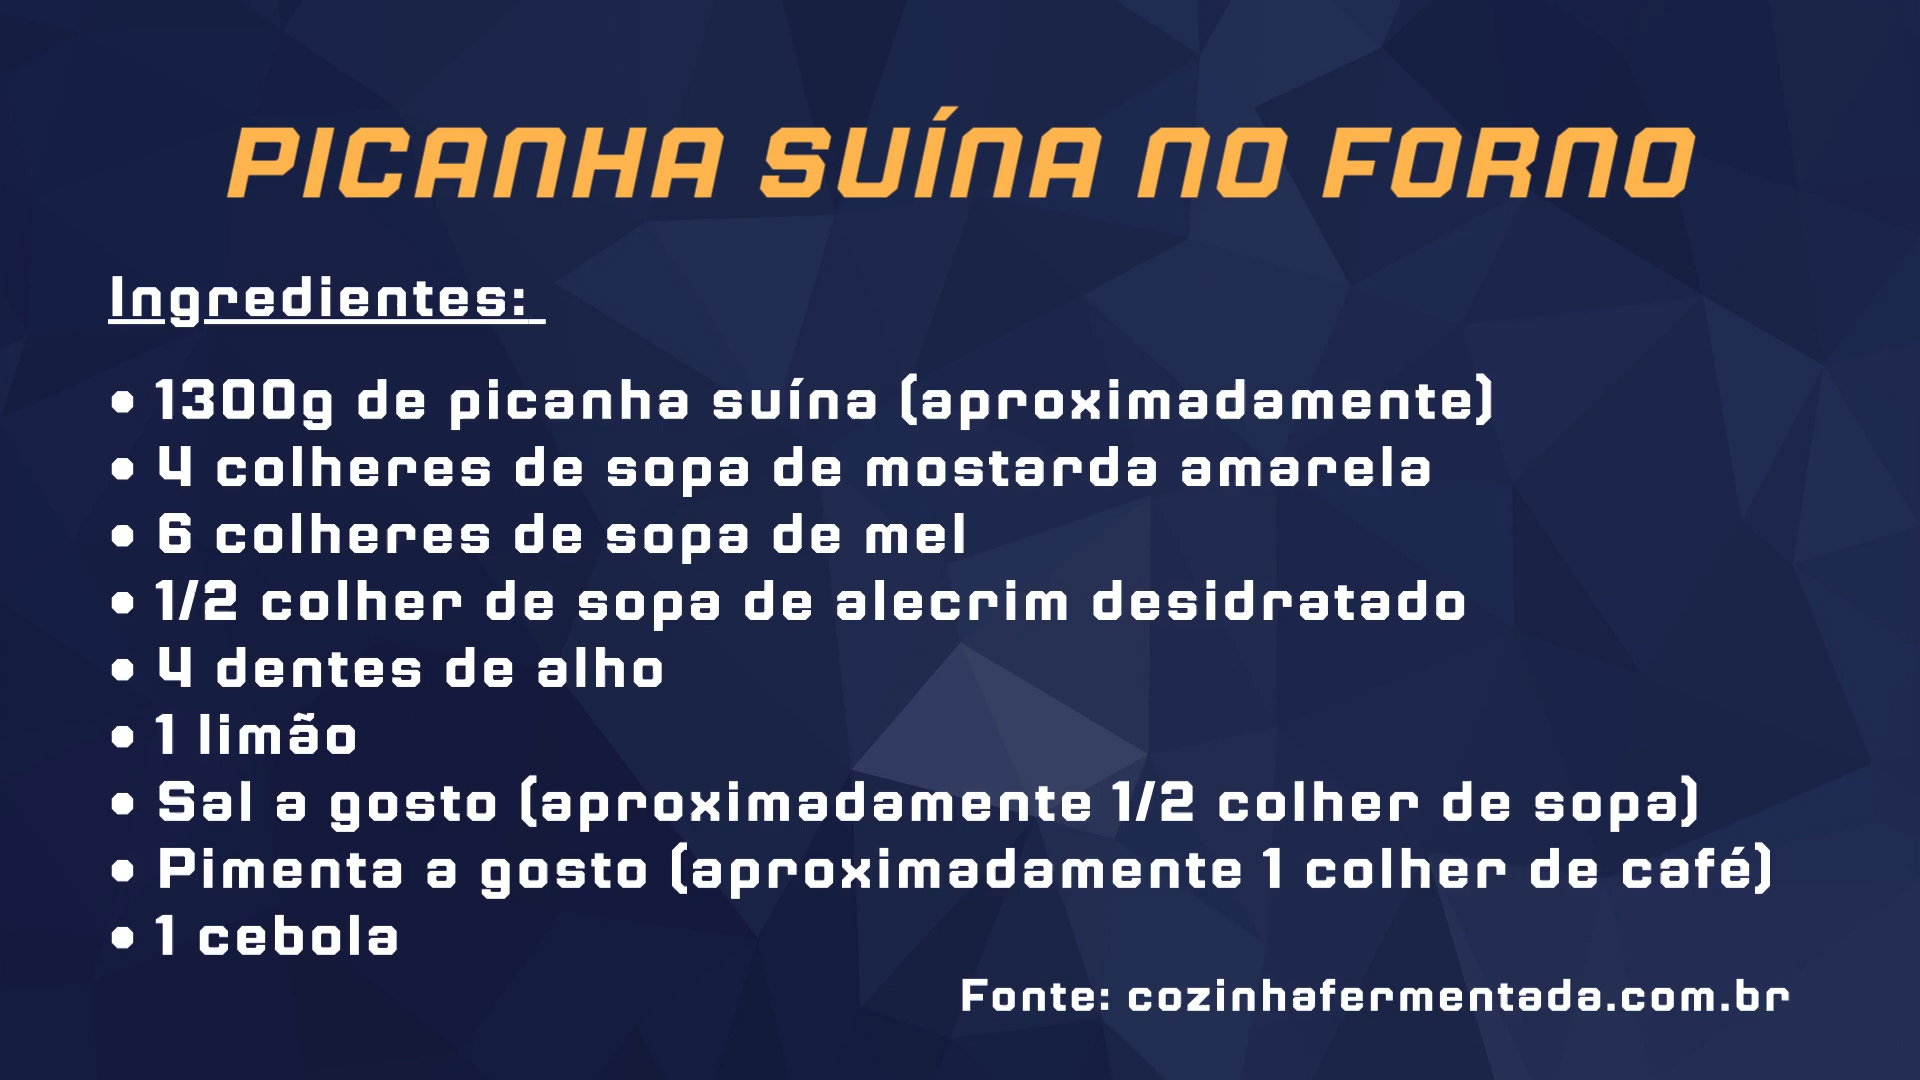 PICANHA SUÍNA NO FORNO
Ingredientes:
• 1300g de picanha suína (aproximadamente)
• 4 colheres de sopa de mostarda amarela
• 6 colheres de sopa de mel
• 1/2 colher de sopa de alecrim desidratado
• 4 dentes de alho
• 1 limão
• Sal a gosto (aproximadamente 1/2 colher de sopa)
• Pimenta a gosto (aproximadamente 1 colher de café)
• 1 cebola
Fonte: cozinhafermentada.com.br